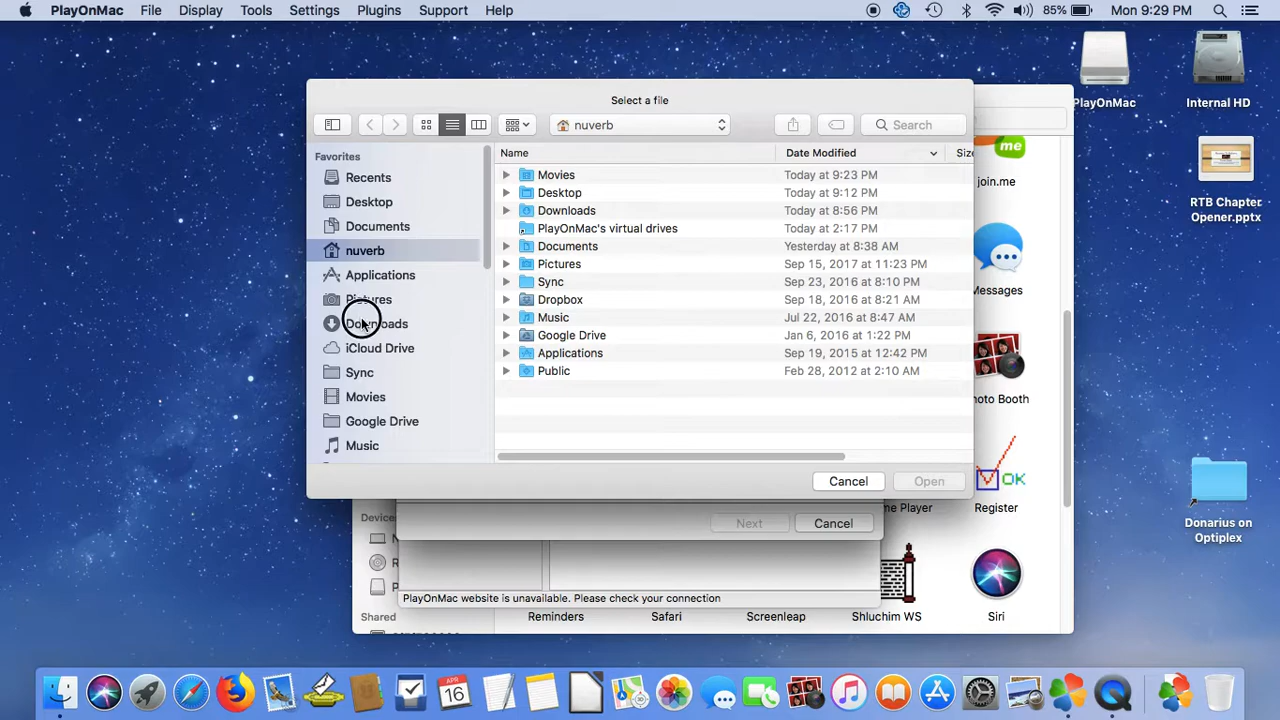 PlayOnMac File Display Tools Settings Plugins Support Help 85% Mon 9:29 PM
Select a file
nuverb
Search
Favorites
Recents
Desktop
Documents
nuverb
Applications
Pictures
Downloads
iCloud Drive
Sync
Movies
Google Drive
Music
Name Date Modified Size
Movies Today at 9:23 PM
Desktop Today at 9:12 PM
Downloads Today at 8:56 PM
PlayOnMac's virtual drives Today at 2:17 PM
Documents Yesterday at 8:38 AM
Pictures Sep 15, 2017 at 11:23 PM
Sync Sep 23, 2016 at 8:10 PM
Dropbox Sep 18, 2016 at 8:21 AM
Music Jul 22, 2016 at 1:40 AM
Google Drive Jan 6, 2016 at 1:22 PM
Applications Sep 19, 2015 at 12:42 PM
Public Feb 28, 2012 at 2:10 AM
Cancel Open
Next Cancel
Devices
PlayOnMac website is unavailable. Please check your connection
Shared
me
join.me
Messages
Photo Booth
OK
Register
Reminders Safari Screenleap Shluchim WS Siri
PlayOnMac
Internal HD
RTB Chapter
Opener.pptx
Donarius on
Optiplex
APR
16